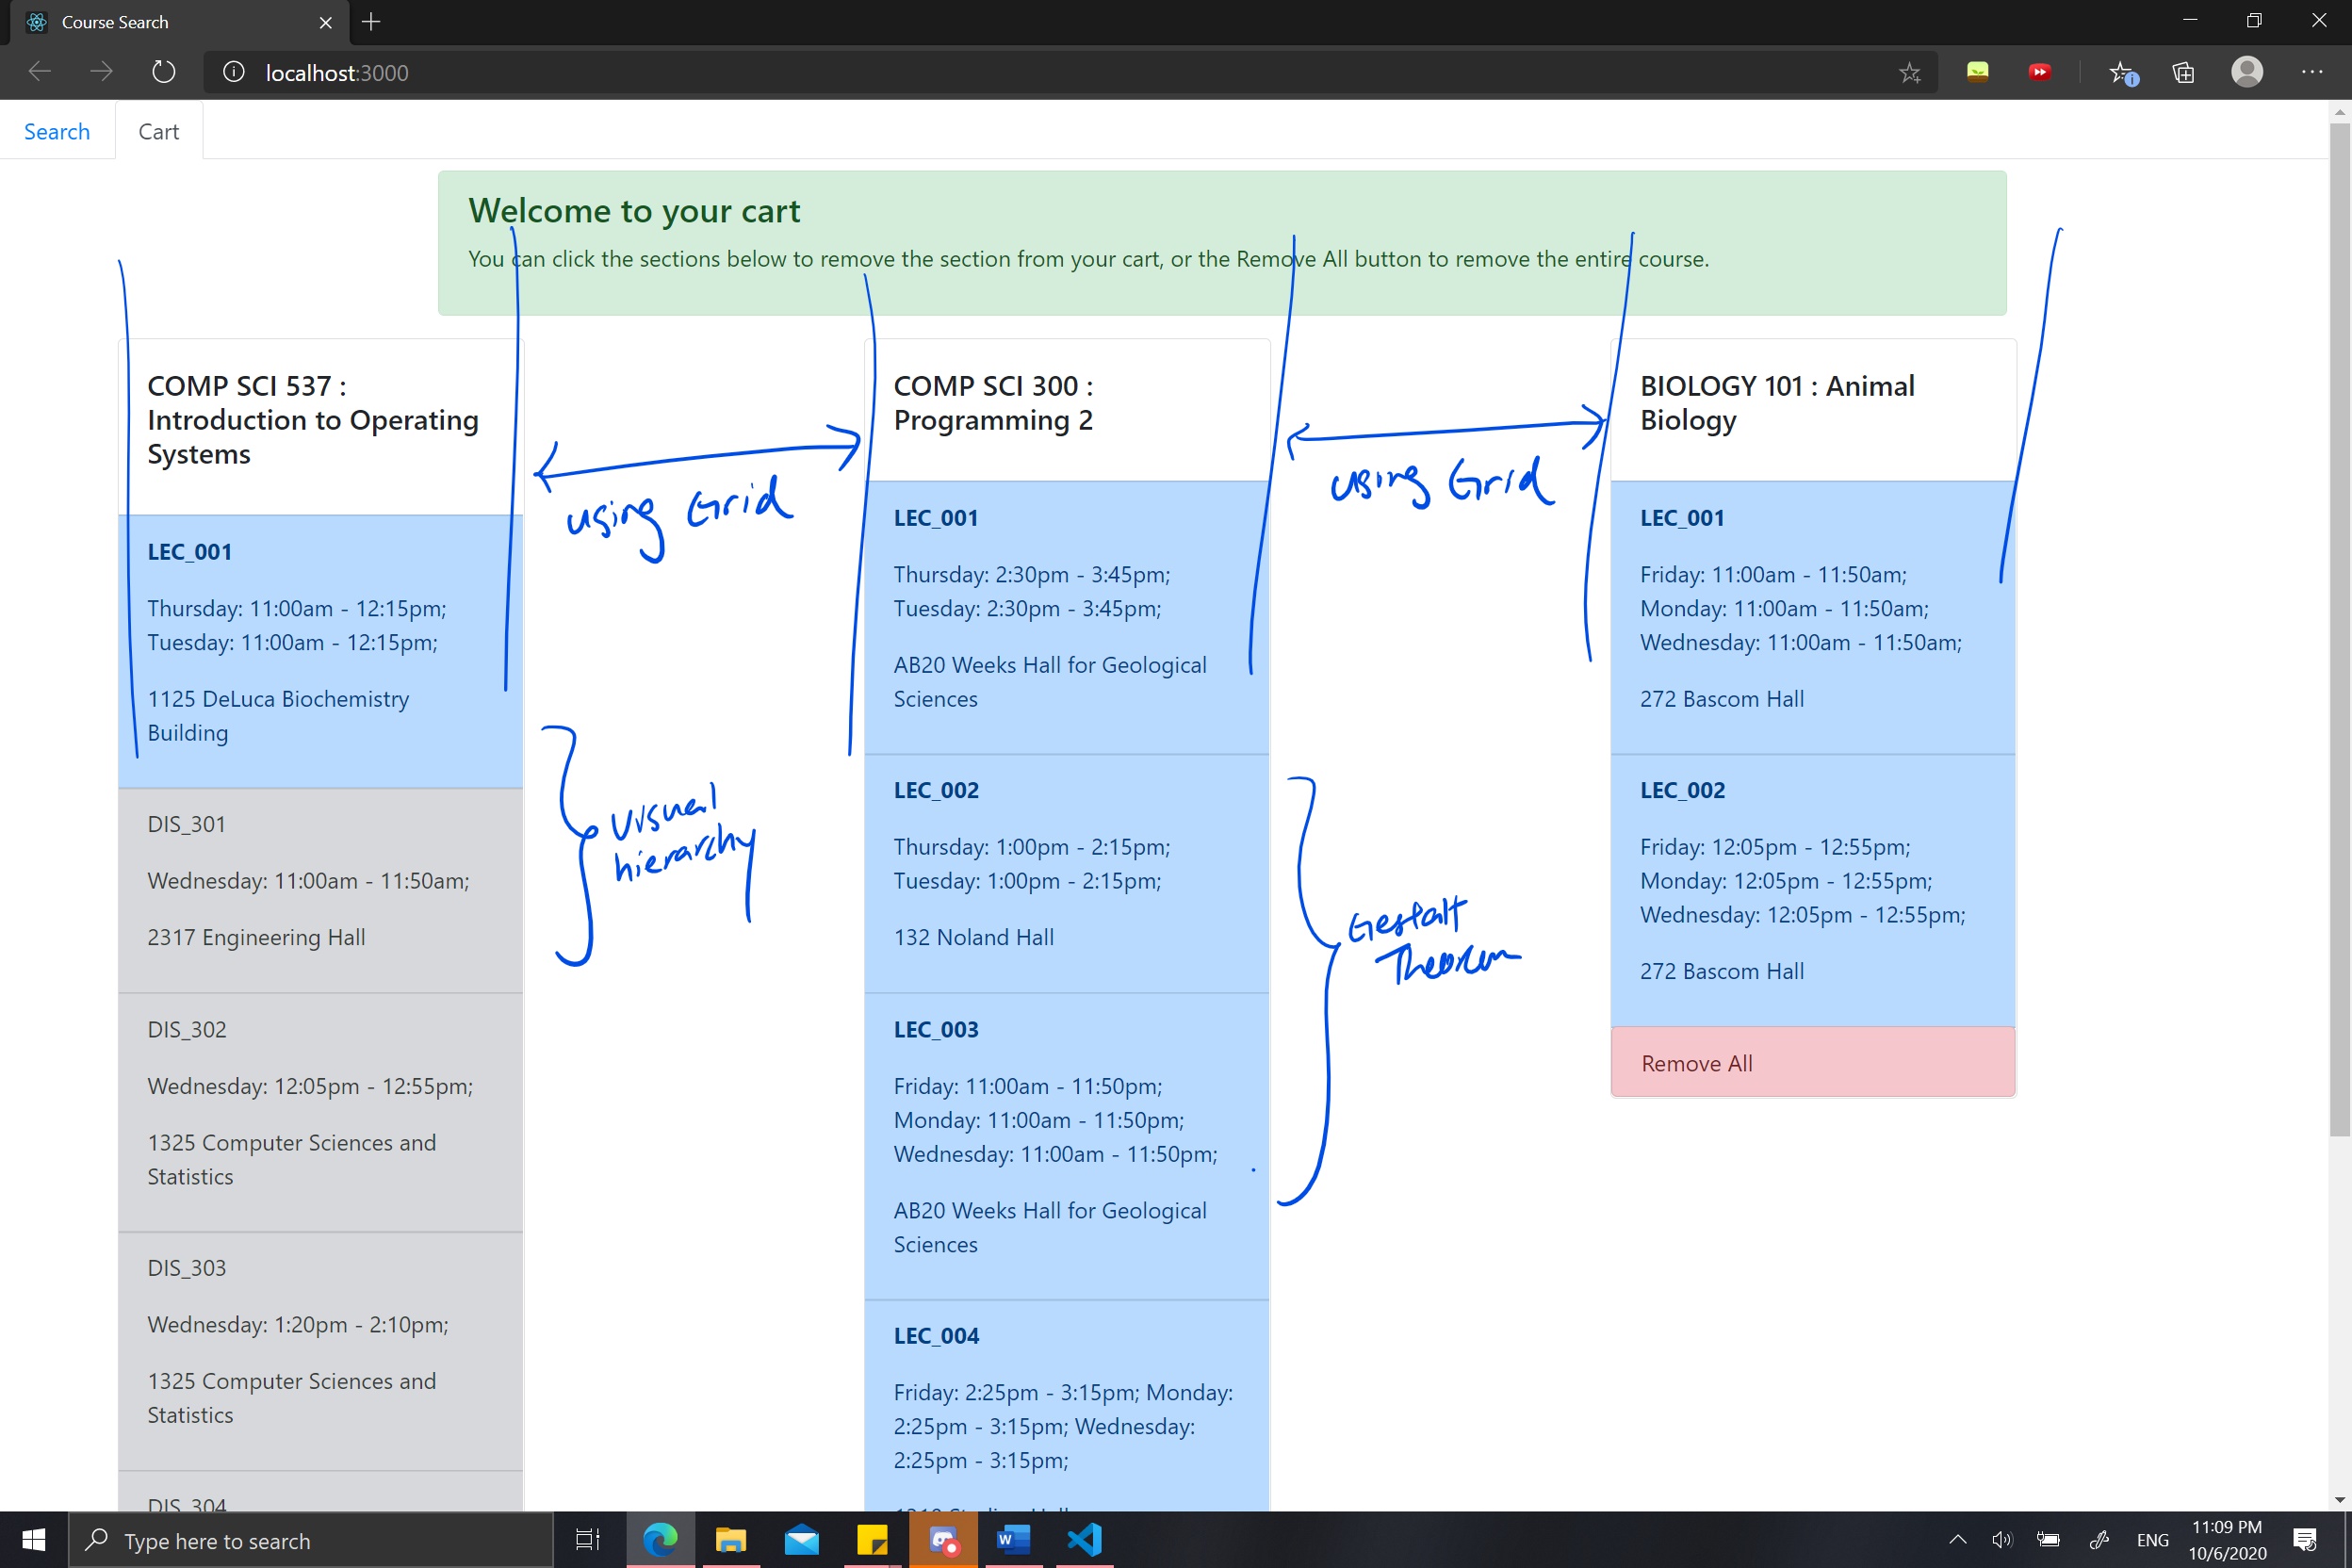 Course Search
localhost:3000
Search
Cart
Welcome to your cart
You can click the sections below to remove the section from your cart, or the Remove All button to remove the entire course.
COMP SCI 537 :
Introduction to Operating
Systems
LEC_001
Thursday: 11:00am - 12:15pm;
Tuesday: 11:00am - 12:15pm;
1125 DeLuca Biochemistry
Building
DIS_301
Wednesday: 11:00am - 11:50am;
2317 Engineering Hall
DIS_302
Wednesday: 12:05pm - 12:55pm;
1325 Computer Sciences and
Statistics
DIS_303
Wednesday: 1:20pm - 2:10pm;
1325 Computer Sciences and
Statistics
DIS_304
using Grid
visual
hierarchy
COMP SCI 300 :
Programming 2
LEC_001
Thursday: 2:30pm - 3:45pm;
Tuesday: 2:30pm - 3:45pm;
AB20 Weeks Hall for Geological
Sciences
LEC_002
Thursday: 1:00pm - 2:15pm;
Tuesday: 1:00pm - 2:15pm;
132 Noland Hall
LEC_003
Friday: 11:00am - 11:50pm;
Monday: 11:00am - 11:50pm;
Wednesday: 11:00am - 11:50pm;
AB20 Weeks Hall for Geological
Sciences
LEC_004
Friday: 2:25pm - 3:15pm; Monday:
2:25pm - 3:15pm; Wednesday:
2:25pm - 3:15pm;
using Grid
Gestalt
Theorem
BIOLOGY 101 : Animal
Biology
LEC_001
Friday: 11:00am - 11:50am;
Monday: 11:00am - 11:50am;
Wednesday: 11:00am - 11:50am;
272 Bascom Hall
LEC_002
Friday: 12:05pm - 12:55pm;
Monday: 12:05pm - 12:55pm;
Wednesday: 12:05pm - 12:55pm;
272 Bascom Hall
Remove All
Type here to search
ENG
11:09 PM
10/6/2020